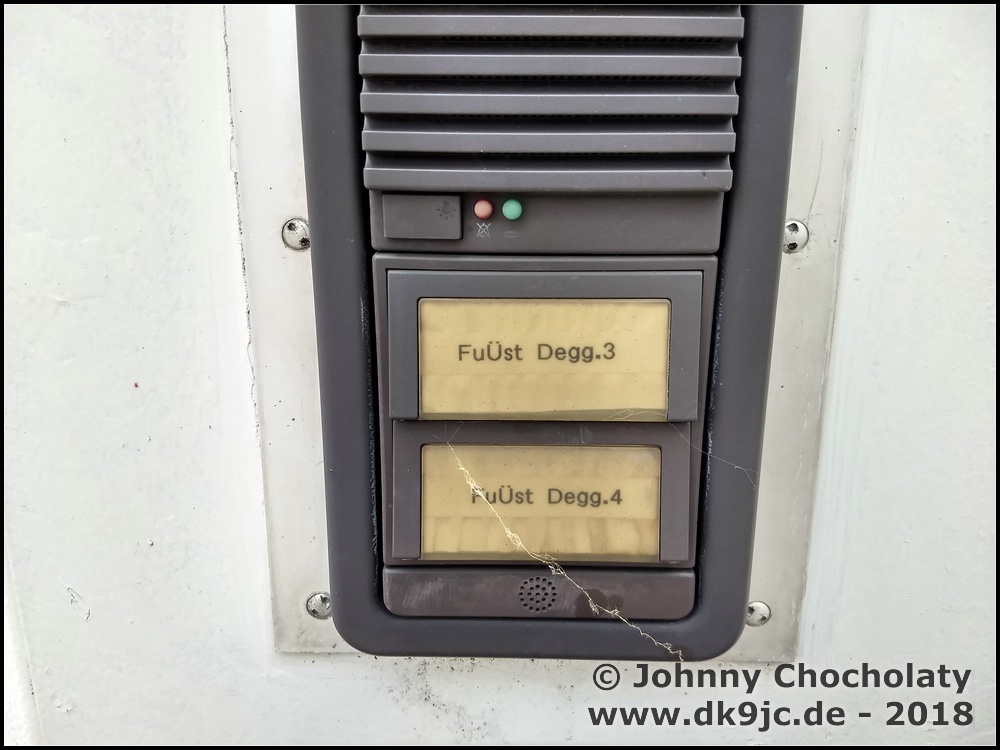 FuÜst Degg.3
FuÜst Degg.4
© Johnny Chocholaty
www.dk9jc.de - 2018